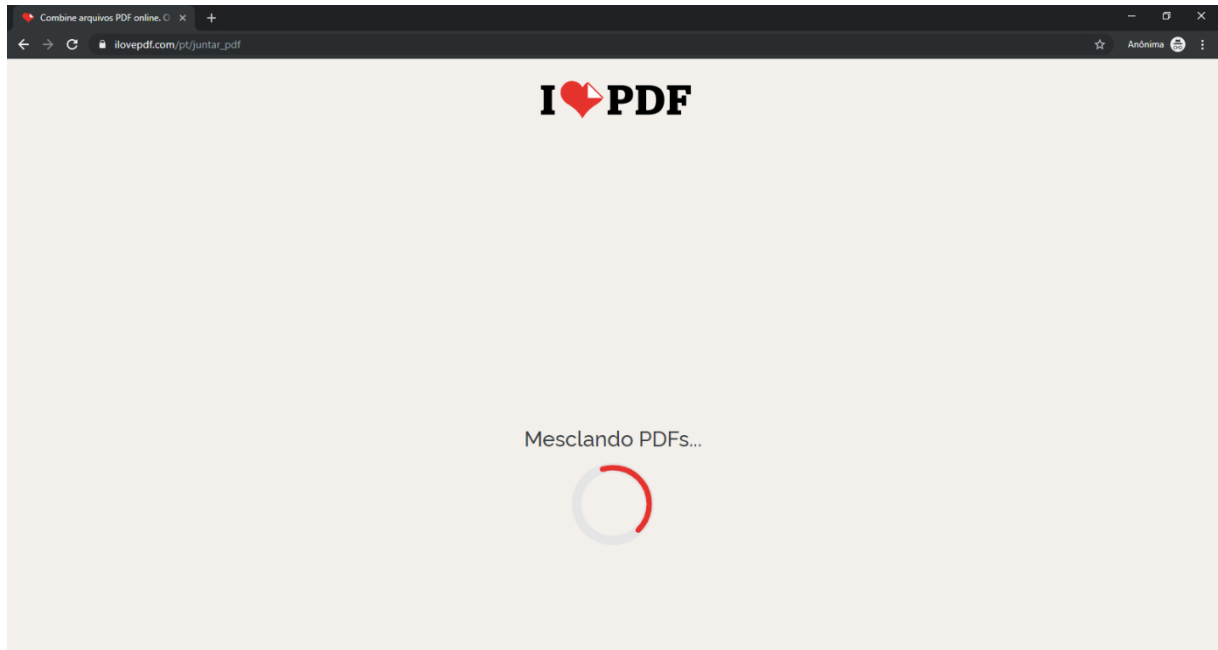 Combine arquivos PDF online. O
ilovepdf.com/pt/juntar_pdf
Anônima
I PDF
Mesclando PDFs...